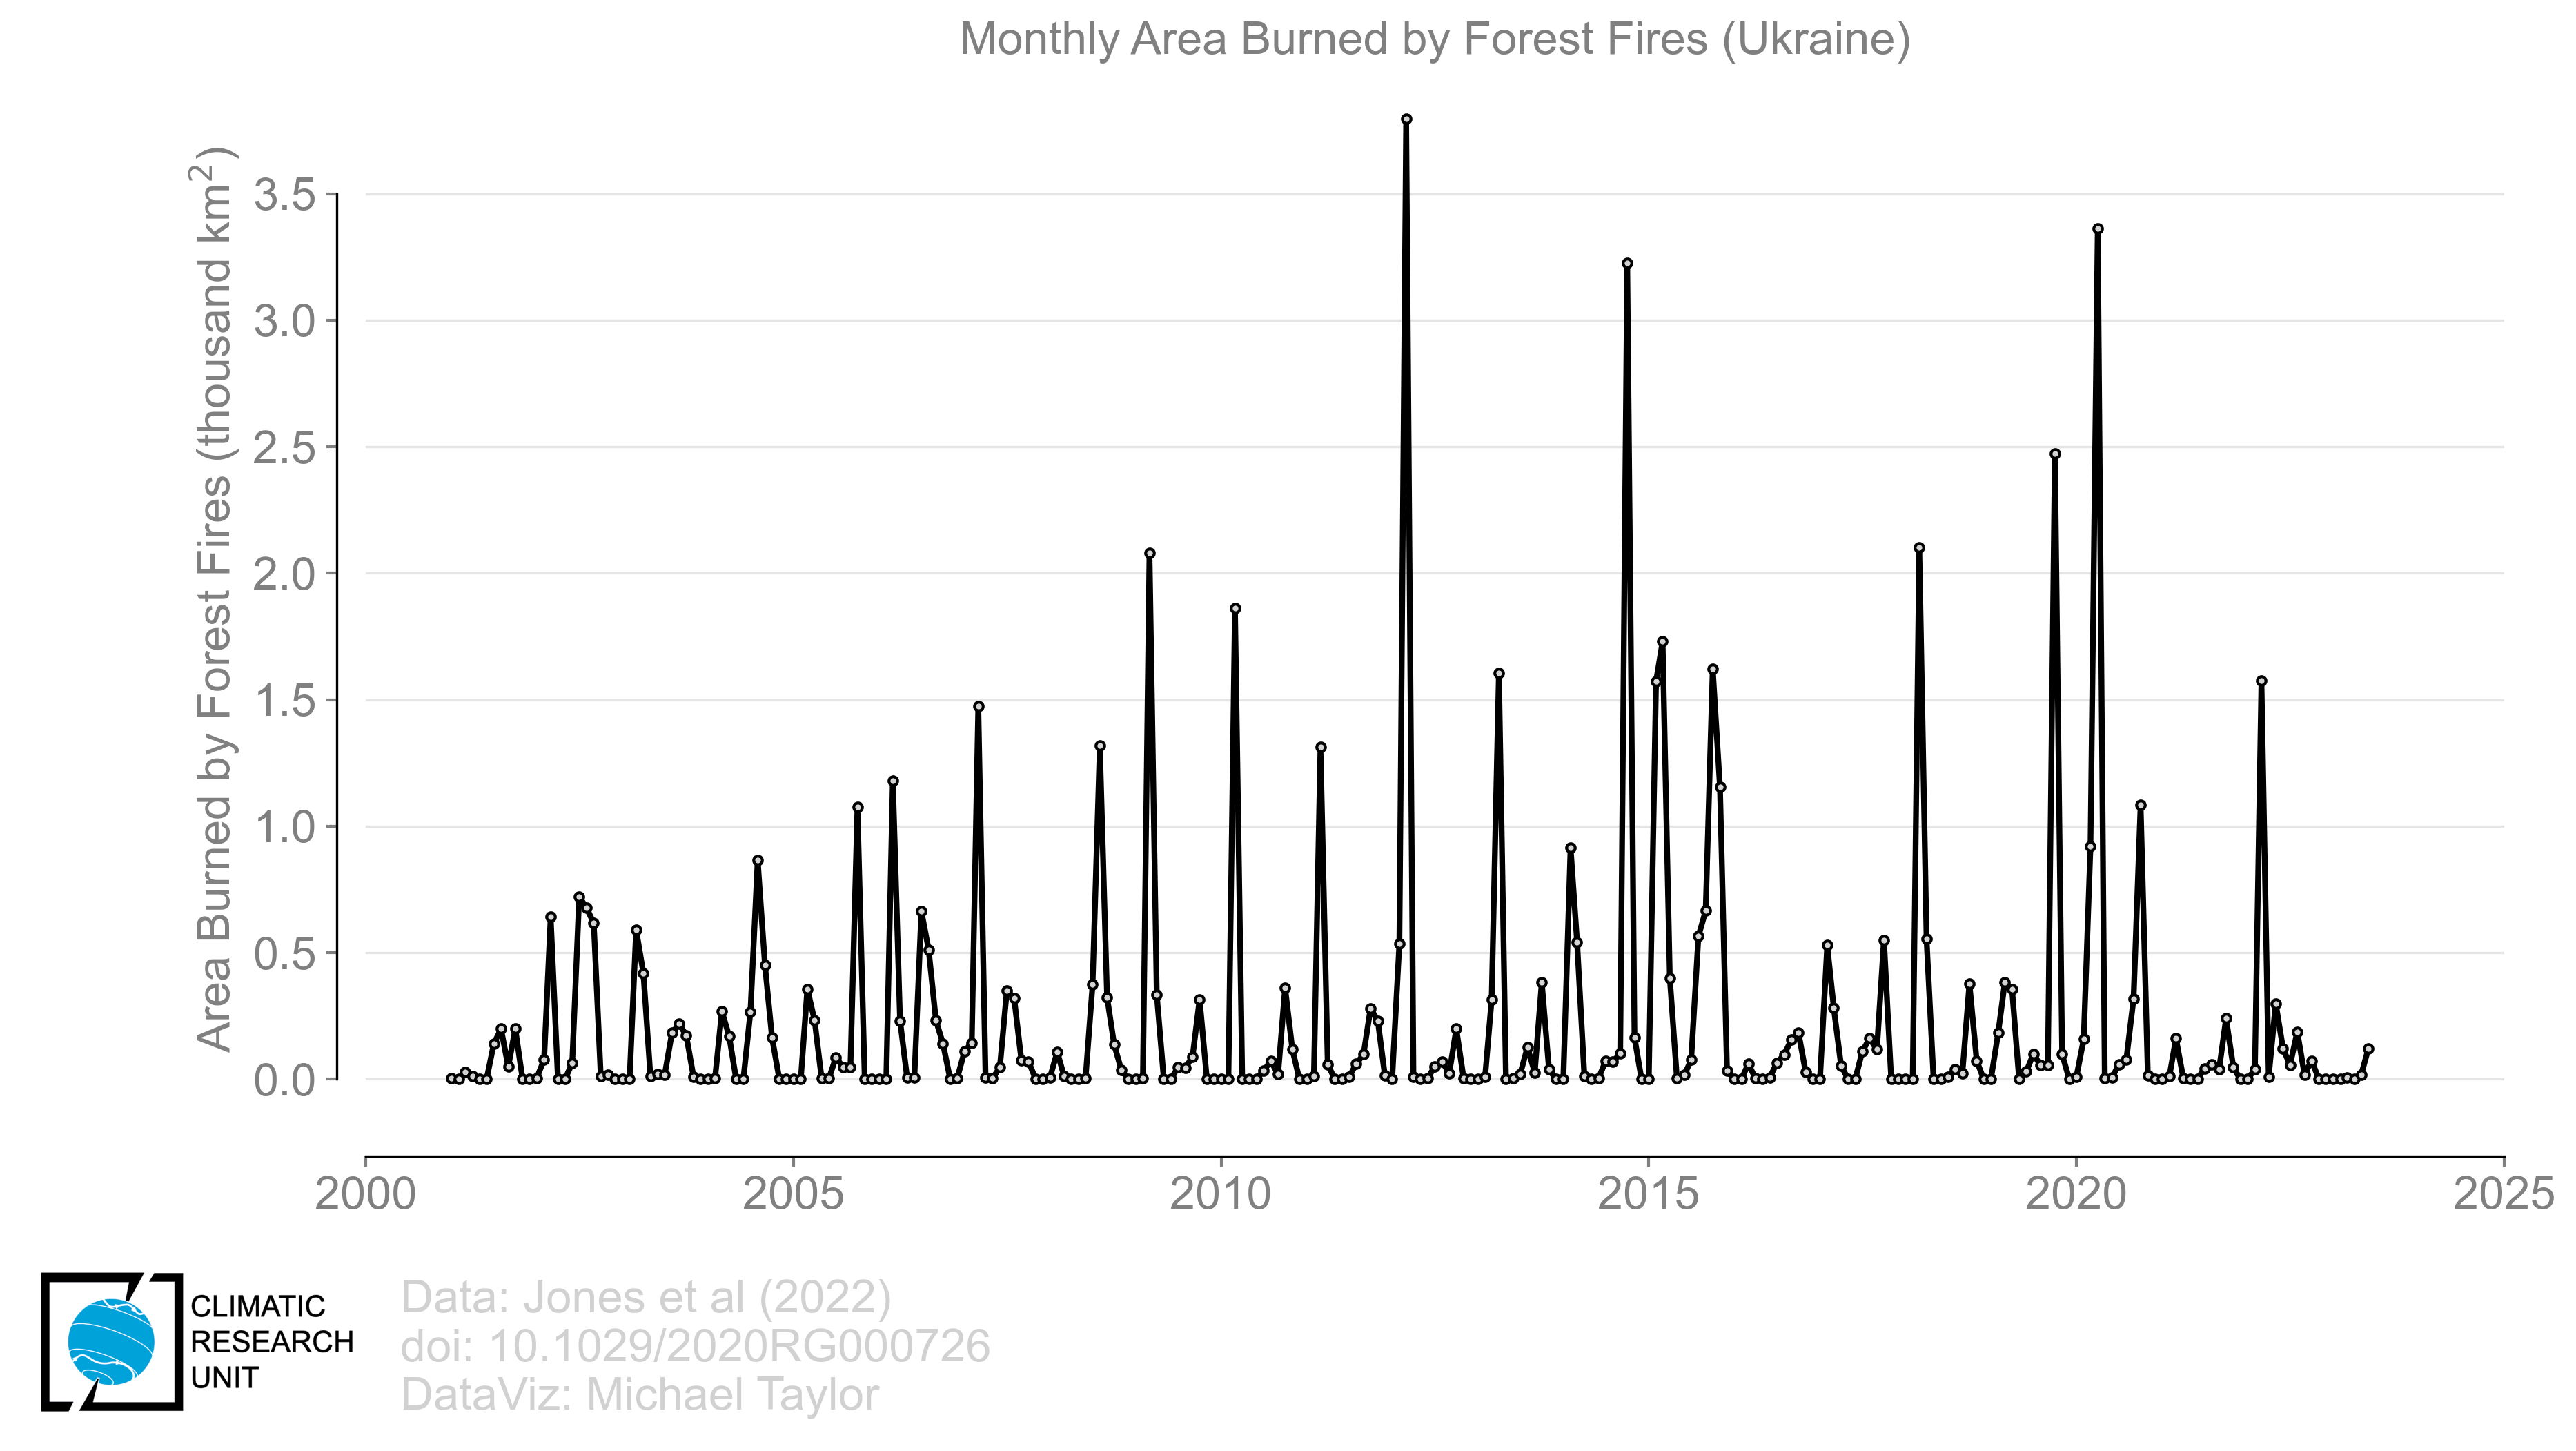 Monthly Area Burned by Forest Fires (Ukraine)
Area Burned by Forest Fires (thousand km²)
3.5
3.0
2.5
2.0
1.5
1.0
0.5
0.0
2000
2005
2010
2015
2020
2025
CLIMATIC
RESEARCH
UNIT
Data: Jones et al (2022)
doi: 10.1029/2020RG000726
DataViz: Michael Taylor